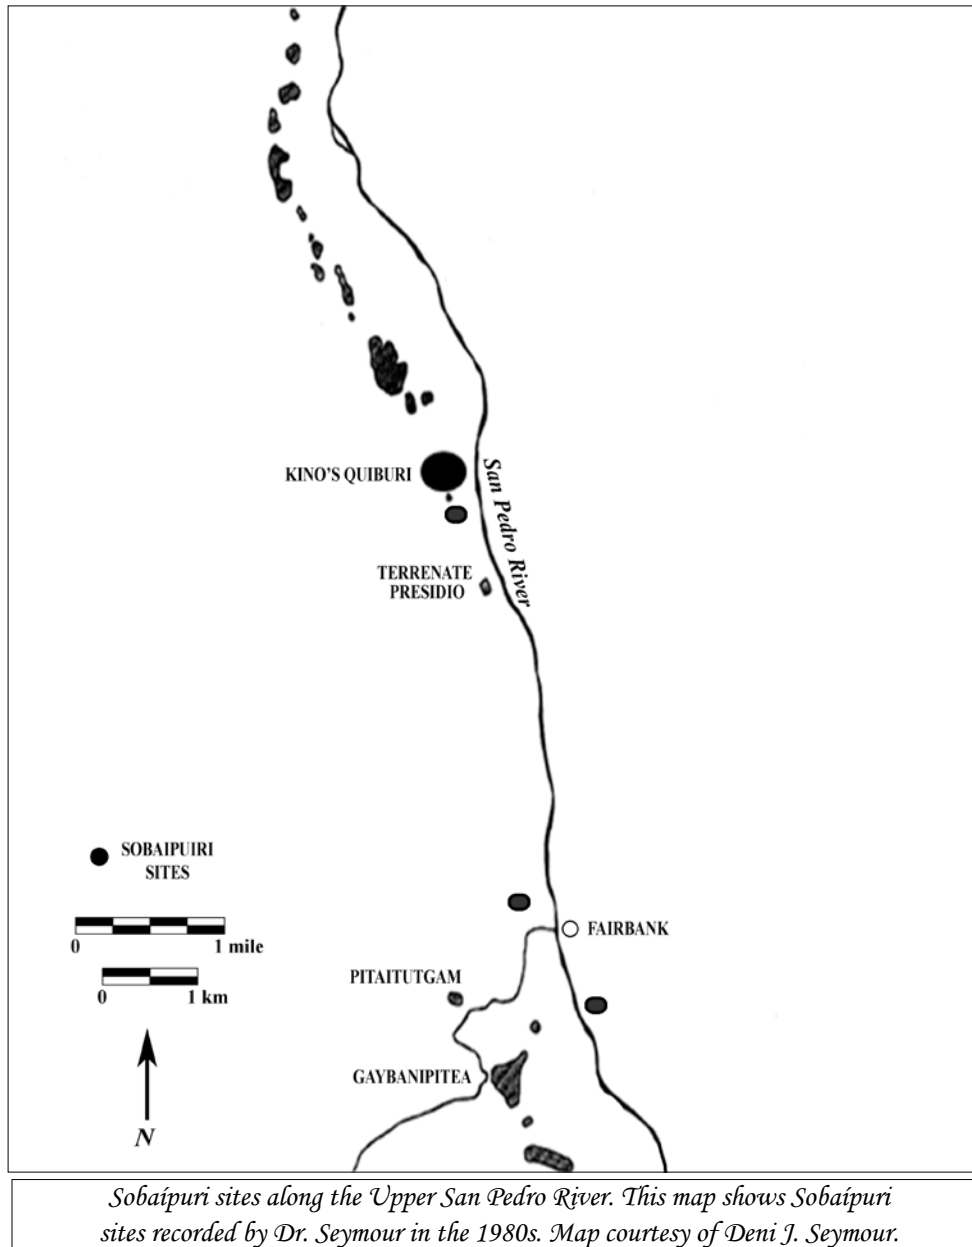 KINO'S QUIBURI
San Pedro River
TERRENATE
PRESIDIO
SOBAIPUIRI
SITES
0 1 mile
0 1 km
N
FAIRBANK
PITAITUTGAM
GAYBANIPITEA
Sobaípuri sites along the Upper San Pedro River. This map shows Sobaípuri
sites recorded by Dr. Seymour in the 1980s. Map courtesy of Deni J. Seymour.